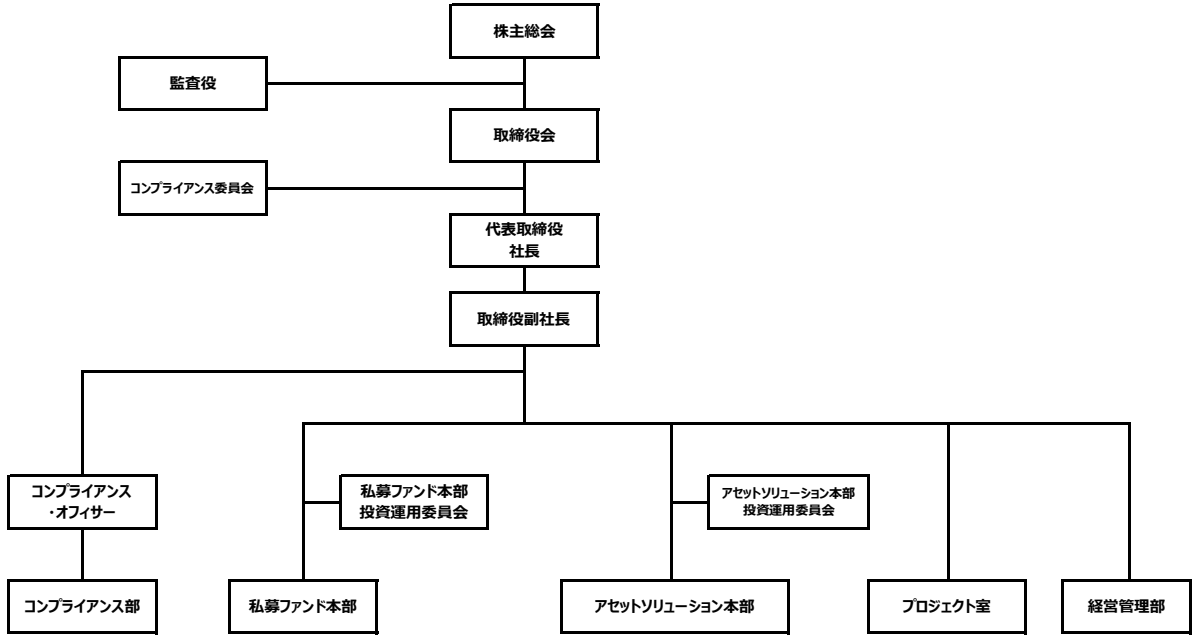 株主総会
監査役
取締役会
コンプライアンス委員会
代表取締役
社長
取締役副社長
コンプライアンス
・オフィサー
私募ファンド本部
投資運用委員会
アセットソリューション本部
投資運用委員会
コンプライアンス部
私募ファンド本部
アセットソリューション本部
プロジェクト室
経営管理部